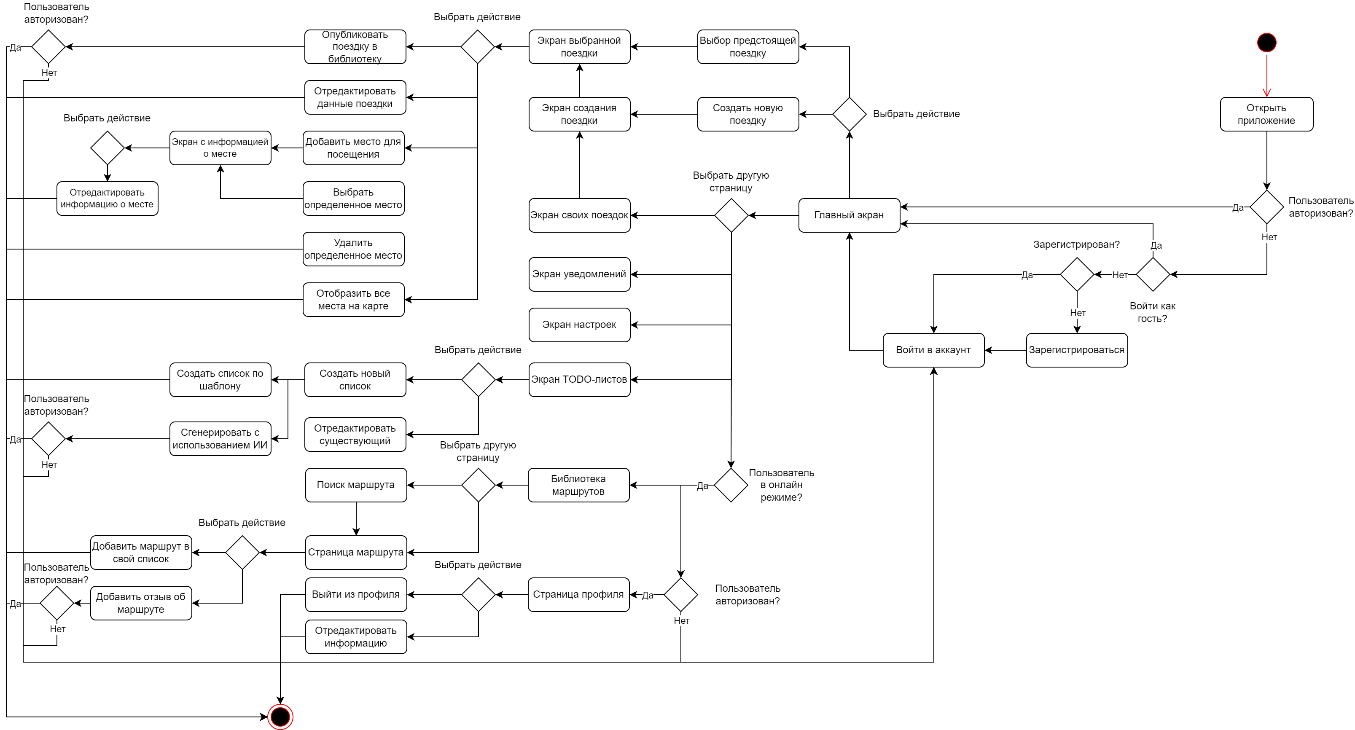 Пользователь
авторизован?
Да
Нет
Опубликовать
поездку в
библиотеку
Выбрать действие
Экран выбранной
поездки
Выбор предстоящей
поездку
Отредактировать
данные поездки
Экран создания
поездки
Создать новую
поездку
Выбрать действие
Открыть
приложение
Выбрать действие
Экран с информацией
о месте
Добавить место для
посещения
Отредактировать
информацию о месте
Выбрать
определенное место
Выбрать другую
страницу
Экран своих поездок
Главный экран
Да
Пользователь
авторизован?
Нет
Удалить
определенное место
Экран уведомлений
Зарегистрирован?
Да
Да
Нет
Войти как
гость?
Нет
Отобразить все
места на карте
Экран настроек
Войти в аккаунт
Зарегистрироваться
Выбрать действие
Создать список по
шаблону
Создать новый
список
Экран TODO-листов
Пользователь
авторизован?
Да
Нет
Сгенерировать с
использованием ИИ
Отредактировать
существующий
Выбрать другую
страницу
Поиск маршрута
Библиотека
маршрутов
Да
Пользователь
в онлайн
режиме?
Выбрать действие
Добавить маршрут в
свой список
Страница маршрута
Пользователь
авторизован?
Да
Нет
Добавить отзыв об
маршруте
Выбрать действие
Выйти из профиля
Страница профиля
Да
Пользователь
авторизован?
Нет
Отредактировать
информацию